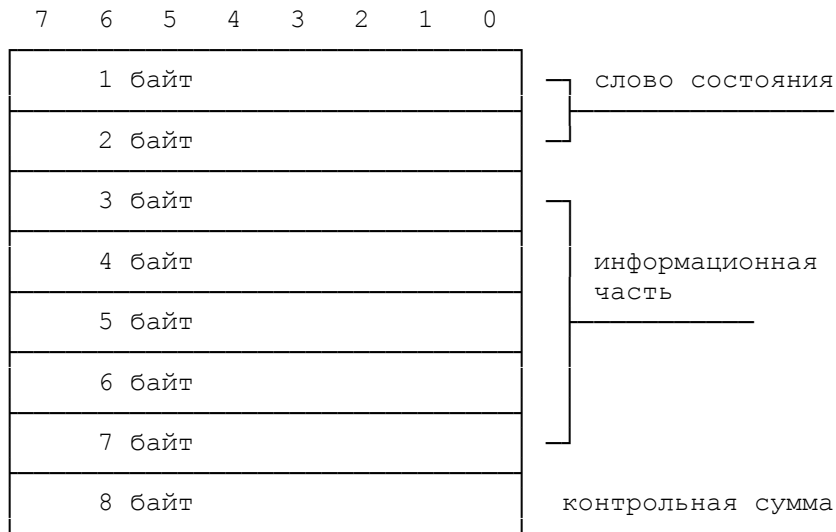 7 6 5 4 3 2 1 0
1 байт слово состояния
2 байт
3 байт
4 байт информационная
часть
5 байт
6 байт
7 байт
8 байт контрольная сумма